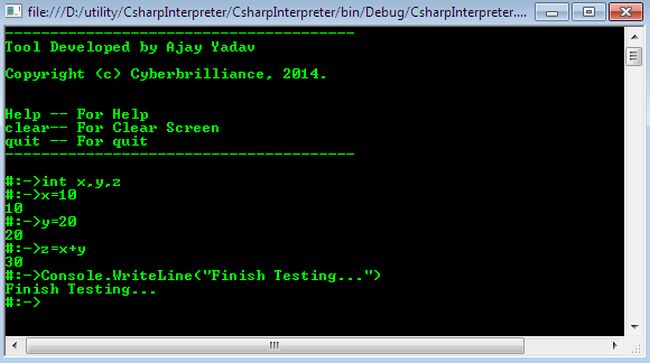 file:///D:/utility/CsharpInterpreter/CsharpInterpreter/bin/Debug/CsharpInterpreter....
---------------------------------------
Tool Developed by Ajay Yadav
Copyright (c) Cyberbrilliance, 2014.
Help -- For Help
clear-- For Clear Screen
quit -- For quit
---------------------------------------
#:->int x,y,z
#:->x=10
10
#:->y=20
20
#:->z=x+y
30
#:->Console.WriteLine("Finish Testing...")
Finish Testing...
#:->